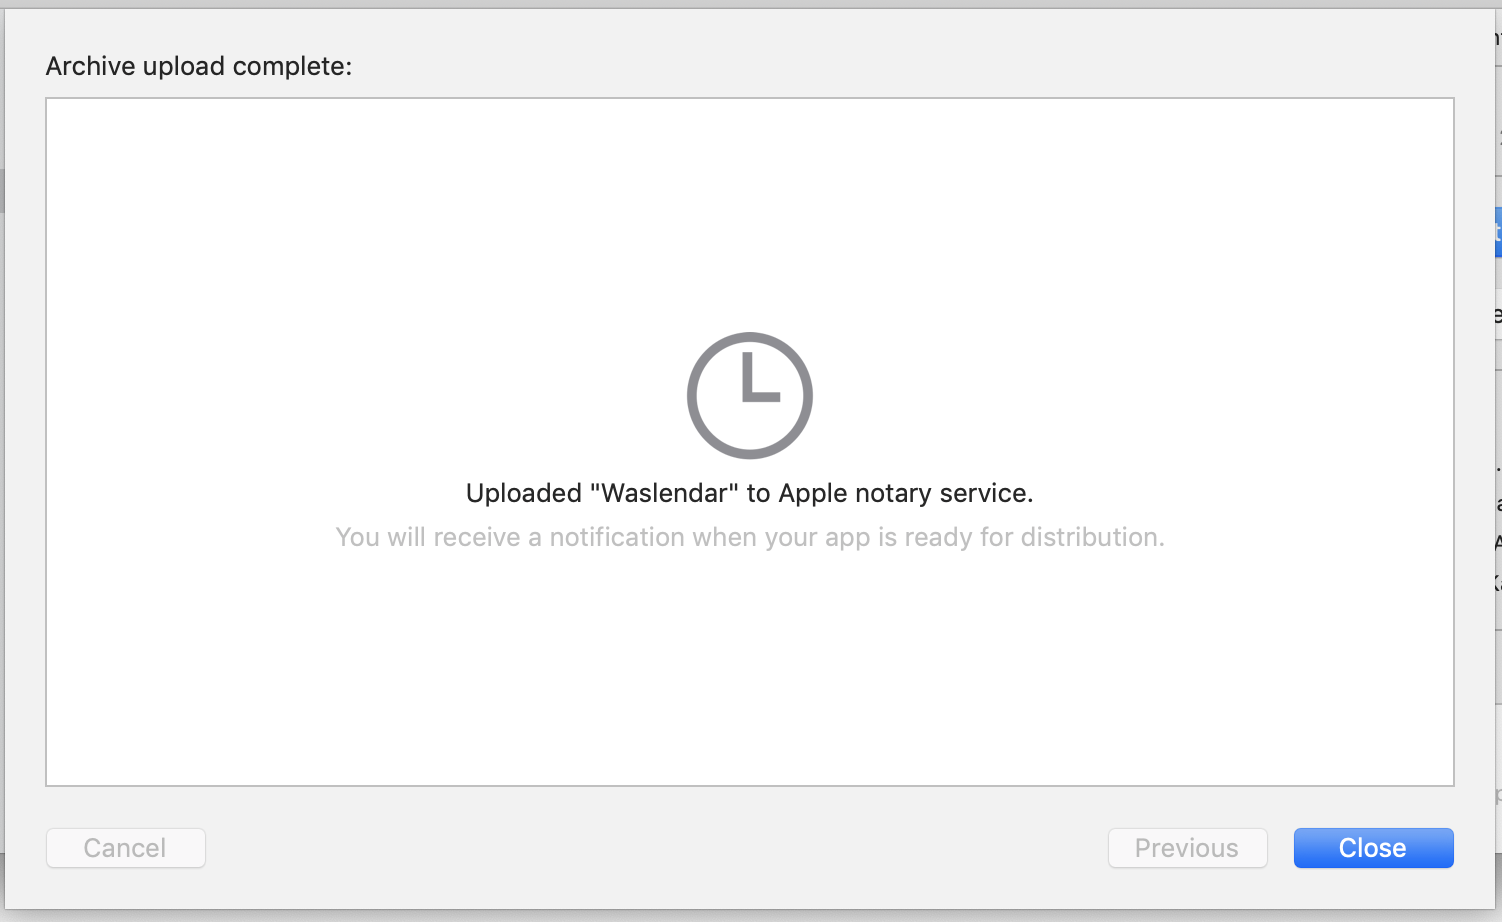 Archive upload complete:
Uploaded "Waslendar" to Apple notary service.
You will receive a notification when your app is ready for distribution.
Cancel
Previous
Close